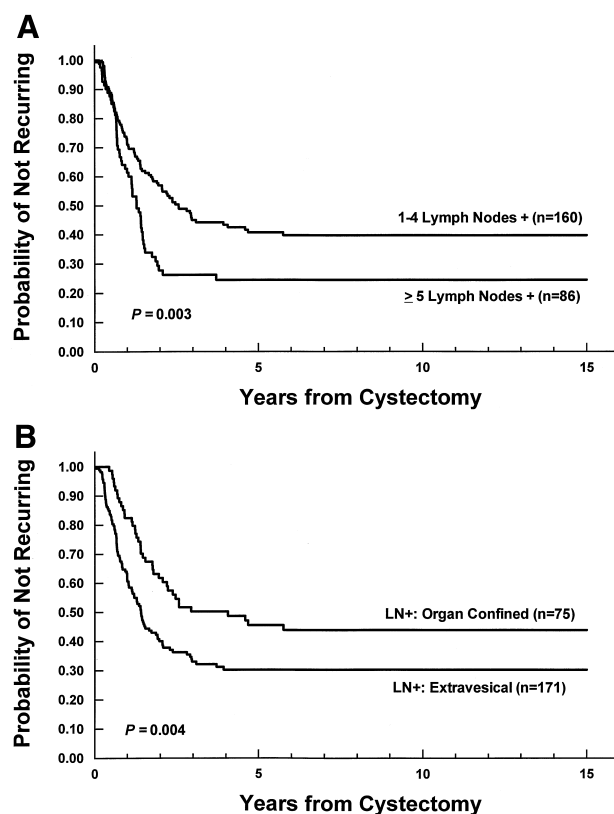 A
Probability of Not Recurring
1.00
0.90
0.80
0.70
0.60
0.50
0.40
0.30
0.20
0.10
0.00
1-4 Lymph Nodes + (n=160)
≥ 5 Lymph Nodes + (n=86)
P = 0.003
0 5 10 15
Years from Cystectomy
B
Probability of Not Recurring
1.00
0.90
0.80
0.70
0.60
0.50
0.40
0.30
0.20
0.10
0.00
LN+: Organ Confined (n=75)
LN+: Extravesical (n=171)
P = 0.004
0 5 10 15
Years from Cystectomy